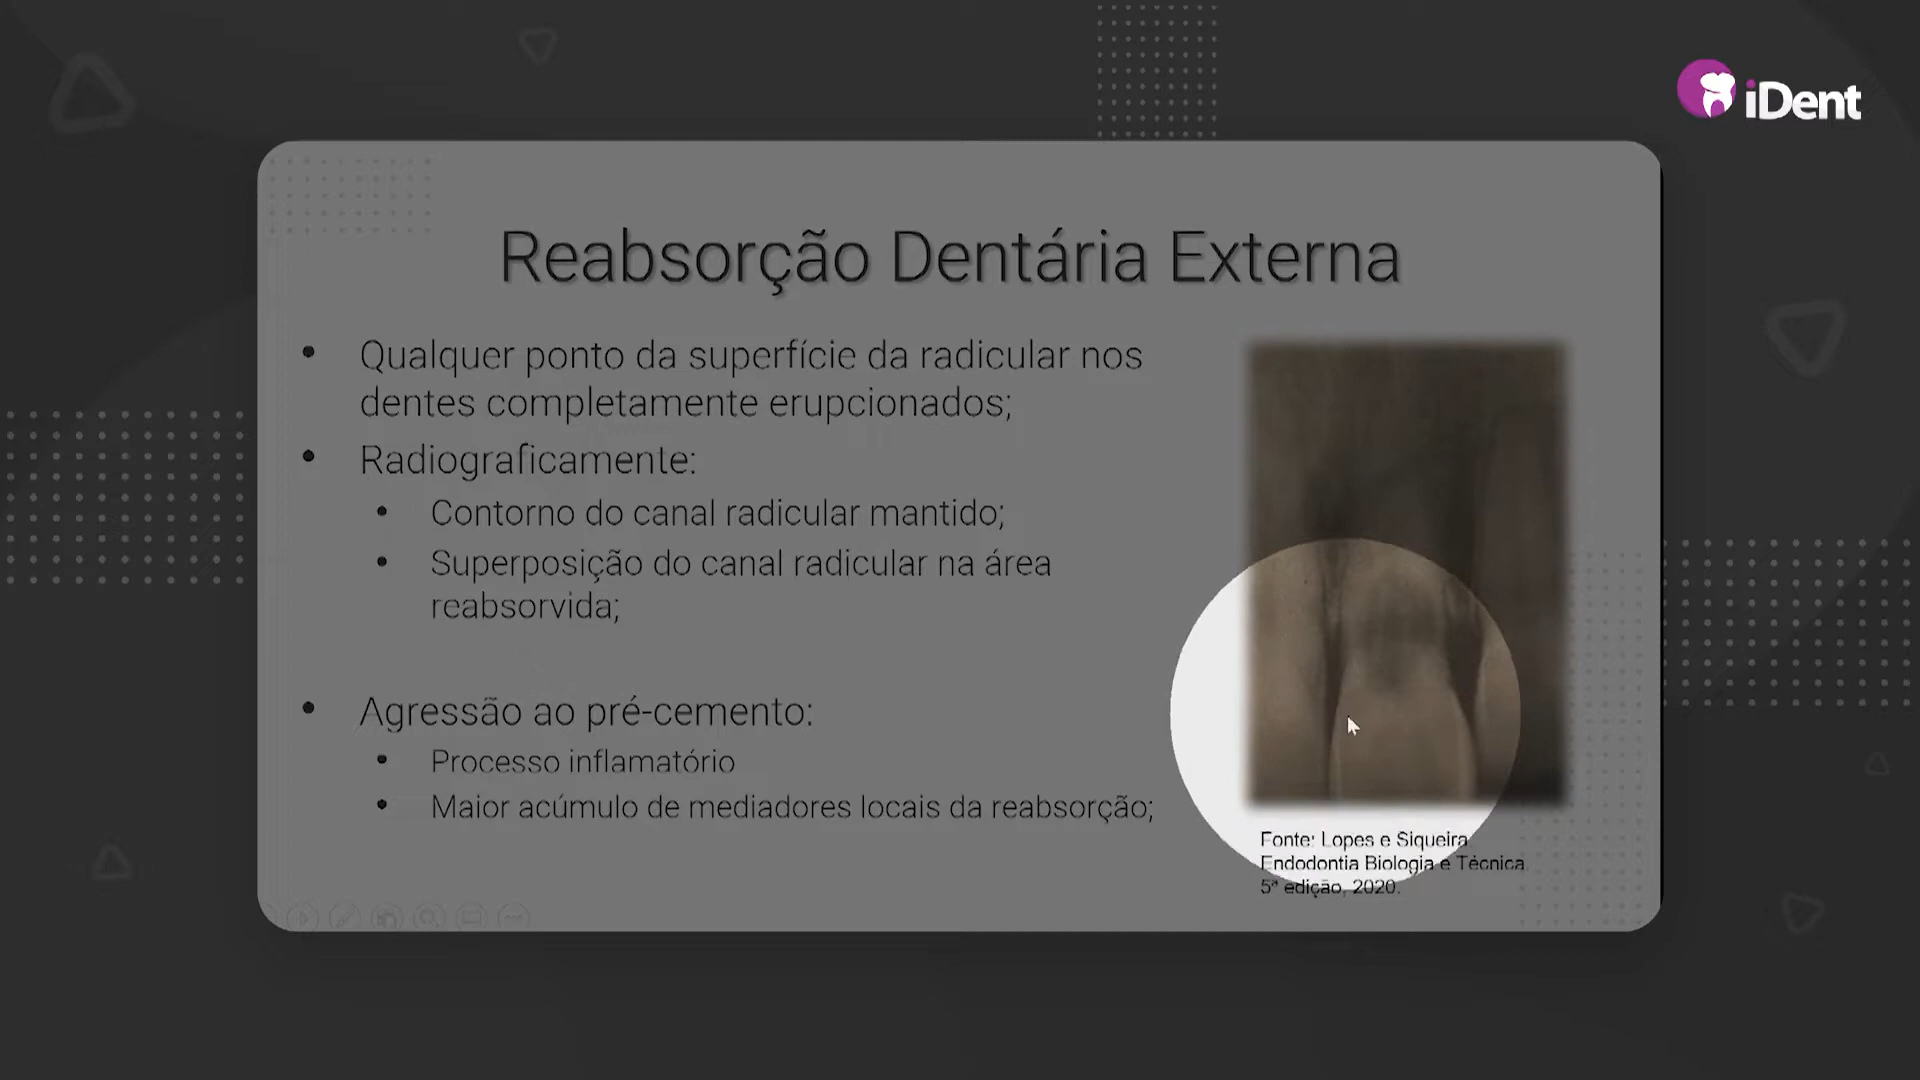 iDent
Reabsorção Dentária Externa
• Qualquer ponto da superfície da radicular nos
dentes completamente erupcionados;
• Radiograficamente:
• Contorno do canal radicular mantido;
• Superposição do canal radicular na área
reabsorvida;
• Agressão ao pré-cemento:
• Processo inflamatório
• Maior acúmulo de mediadores locais da reabsorção;
Fonte: Lopes e Siqueira.
Endodontia Biologia e Técnica.
5ª edição, 2020.